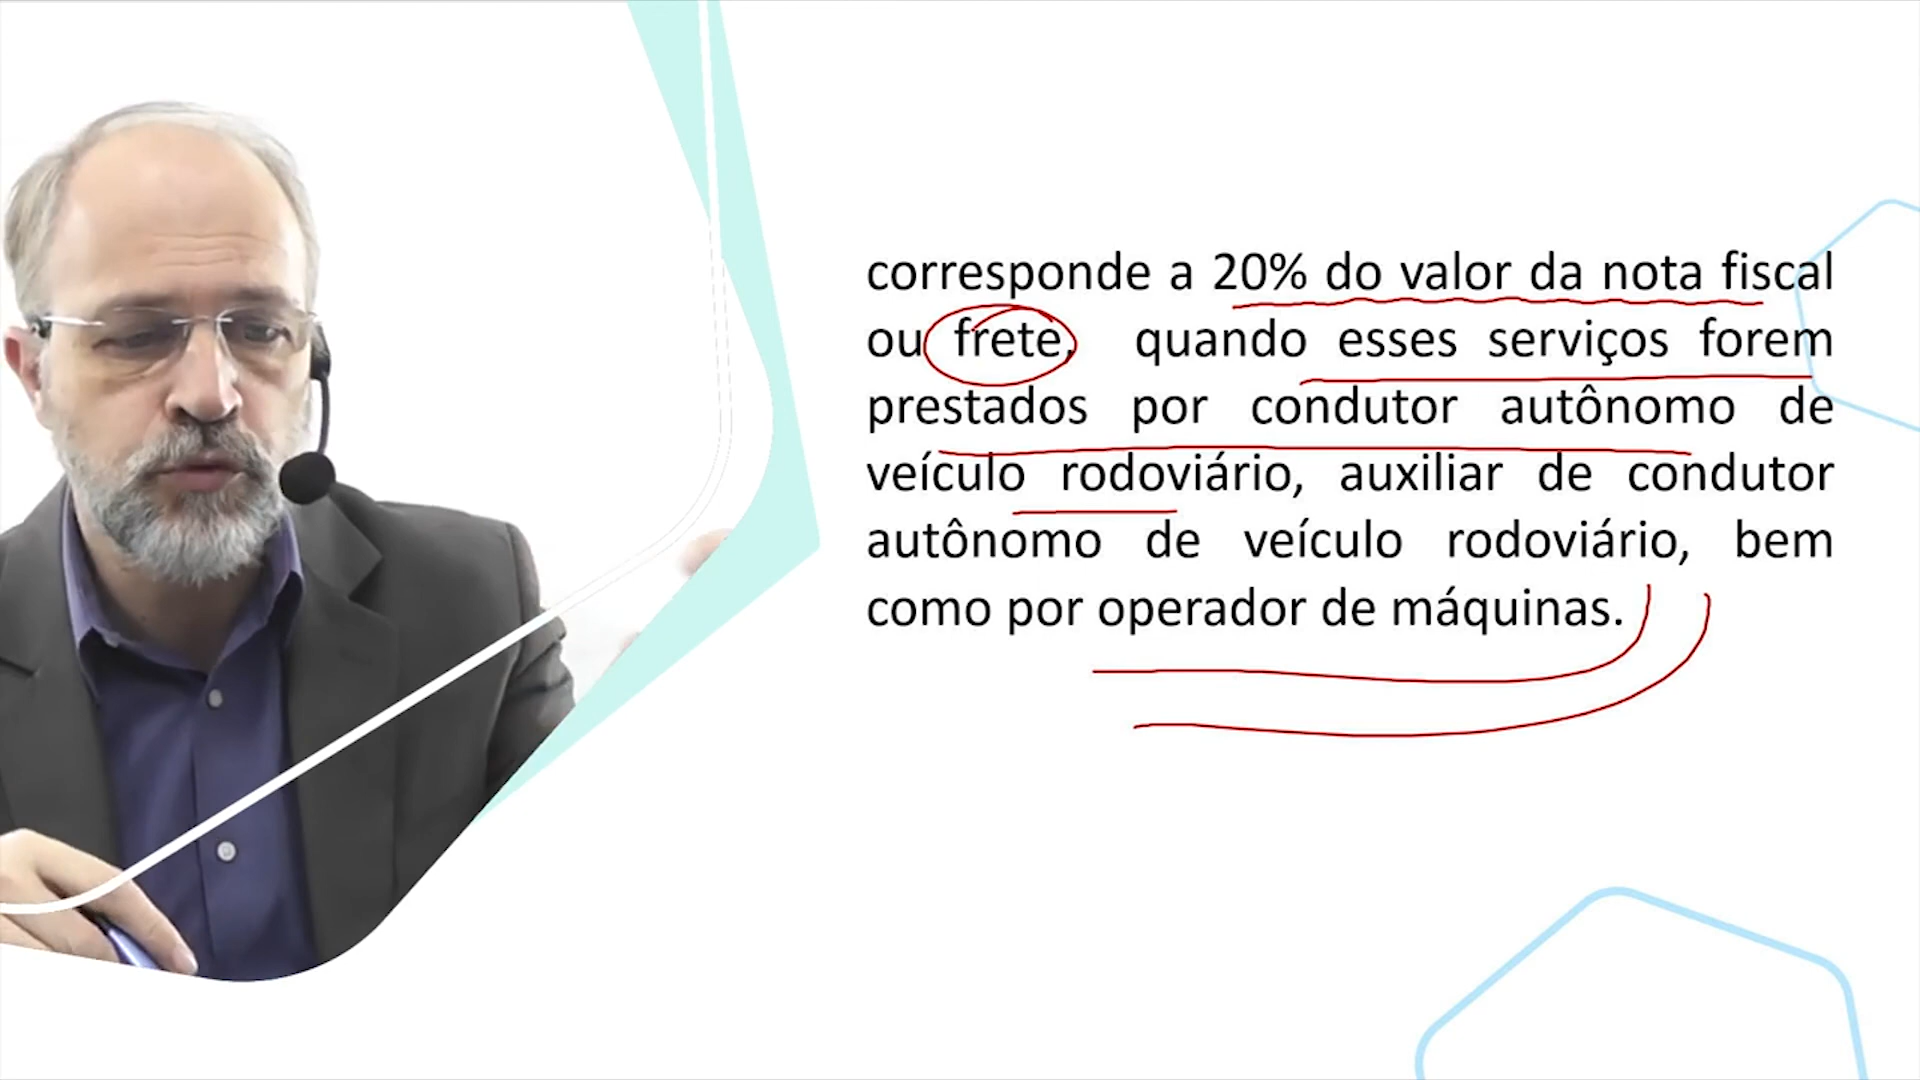 corresponde a 20% do valor da nota fiscal
ou frete, quando esses serviços forem
prestados por condutor autônomo de
veículo rodoviário, auxiliar de condutor
autônomo de veículo rodoviário, bem
como por operador de máquinas.